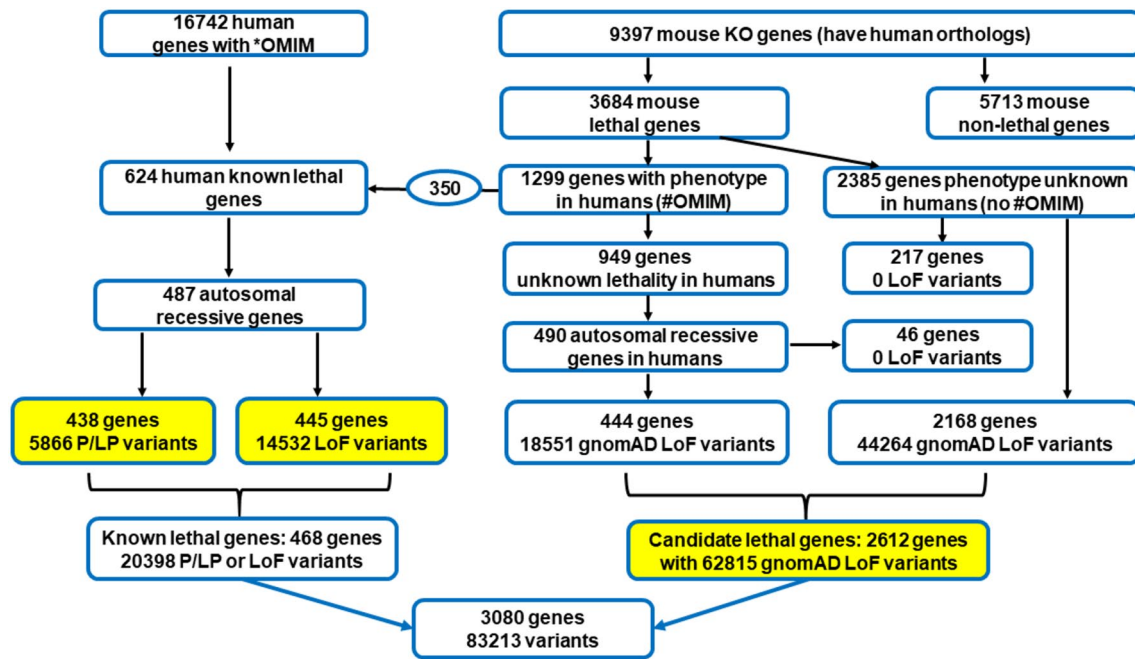 16742 human
genes with *OMIM
9397 mouse KO genes (have human orthologs)
3684 mouse
lethal genes
5713 mouse
non-lethal genes
624 human known lethal
genes
350
1299 genes with phenotype
in humans (#OMIM)
2385 genes phenotype unknown
in humans (no #OMIM)
949 genes
unknown lethality in humans
217 genes
0 LoF variants
487 autosomal
recessive genes
490 autosomal recessive
genes in humans
46 genes
0 LoF variants
438 genes
5866 P/LP variants
445 genes
14532 LoF variants
444 genes
18551 gnomAD LoF variants
2168 genes
44264 gnomAD LoF variants
Known lethal genes: 468 genes
20398 P/LP or LoF variants
Candidate lethal genes: 2612 genes
with 62815 gnomAD LoF variants
3080 genes
83213 variants